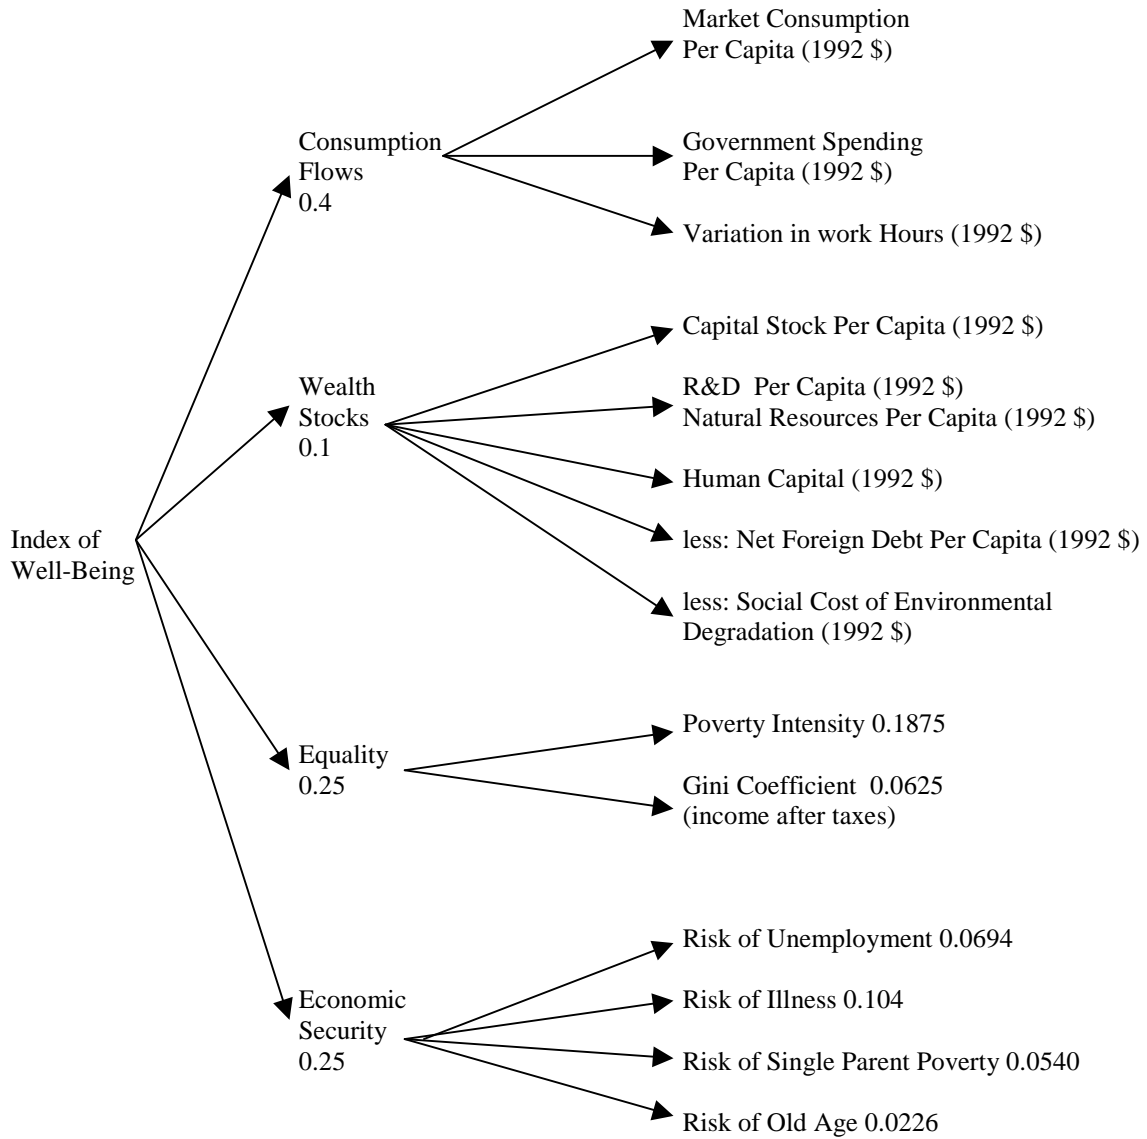 Index of
Well-Being
Consumption
Flows
0.4
Market Consumption
Per Capita (1992 $)
Government Spending
Per Capita (1992 $)
Variation in work Hours (1992 $)
Wealth
Stocks
0.1
Capital Stock Per Capita (1992 $)
R&D  Per Capita (1992 $)
Natural Resources Per Capita (1992 $)
Human Capital (1992 $)
less: Net Foreign Debt Per Capita (1992 $)
less: Social Cost of Environmental
Degradation (1992 $)
Equality
0.25
Poverty Intensity 0.1875
Gini Coefficient  0.0625
(income after taxes)
Economic
Security
0.25
Risk of Unemployment 0.0694
Risk of Illness 0.104
Risk of Single Parent Poverty 0.0540
Risk of Old Age 0.0226